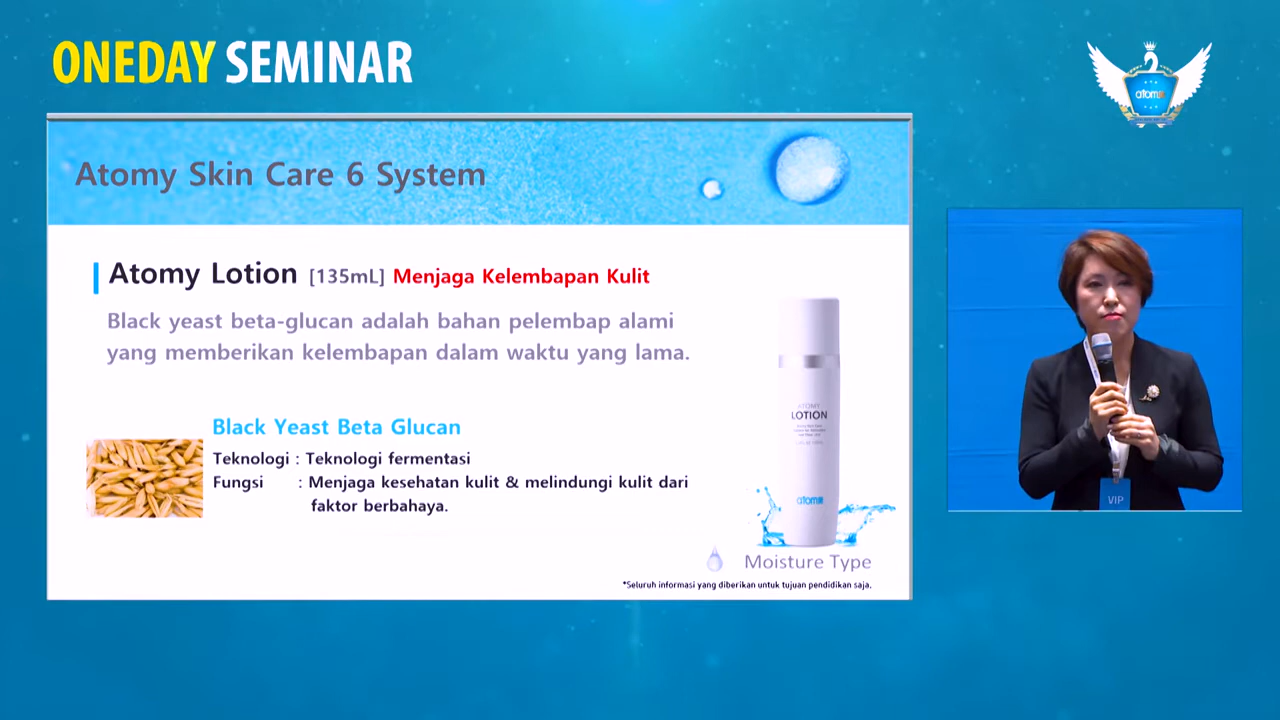 ONEDAY SEMINAR
atom
Atomy Skin Care 6 System
Atomy Lotion [135mL] Menjaga Kelembapan Kulit
Black yeast beta-glucan adalah bahan pelembap alami
yang memberikan kelembapan dalam waktu yang lama.
Black Yeast Beta Glucan
Teknologi : Teknologi fermentasi
Fungsi : Menjaga kesehatan kulit & melindungi kulit dari
faktor berbahaya.
ATOMY
LOTION
atom
Moisture Type
*Seluruh informasi yang diberikan untuk tujuan pendidikan saja.
VIP